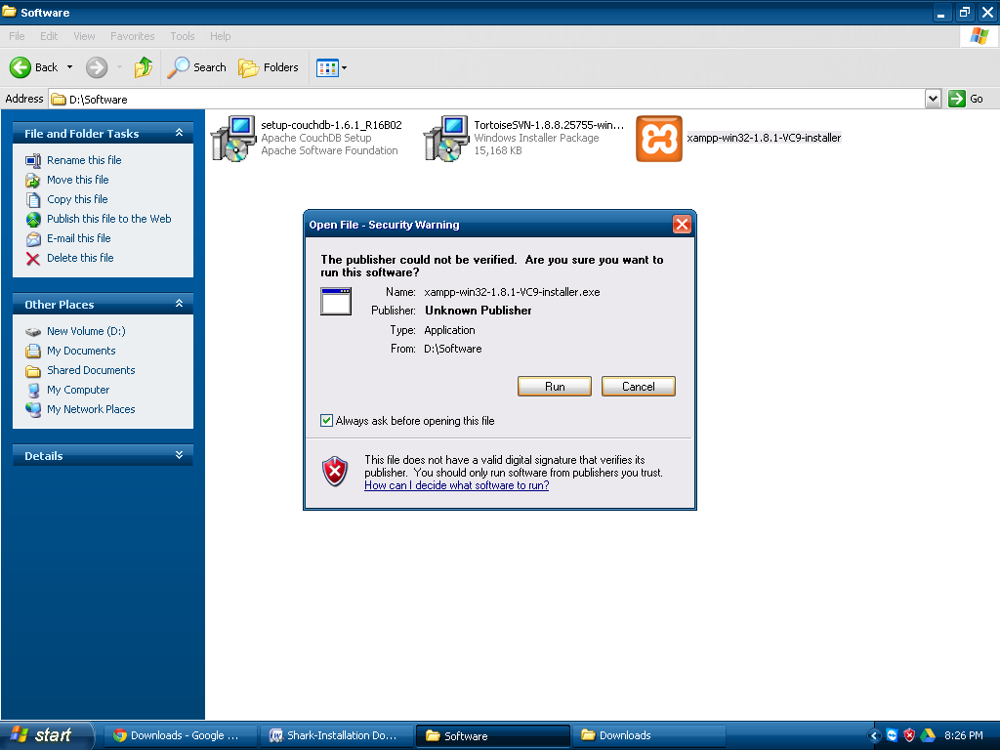 Software
File Edit View Favorites Tools Help
Back Search Folders
Address D:\Software Go
File and Folder Tasks
Rename this file
Move this file
Copy this file
Publish this file to the Web
E-mail this file
Delete this file
Other Places
New Volume (D:)
My Documents
Shared Documents
My Computer
My Network Places
Details
setup-couchdb-1.6.1_R16B02
Apache CouchDB Setup
Apache Software Foundation
TortoiseSVN-1.8.8.25755-win...
Windows Installer Package
15,168 KB
xampp-win32-1.8.1-VC9-installer
Open File - Security Warning
The publisher could not be verified. Are you sure you want to
run this software?
Name: xampp-win32-1.8.1-VC9-installer.exe
Publisher: Unknown Publisher
Type: Application
From: D:\Software
Run Cancel
Always ask before opening this file
This file does not have a valid digital signature that verifies its
publisher. You should only run software from publishers you trust.
How can I decide what software to run?
start Downloads - Google ... Shark-Installation Do... Software Downloads 8:26 PM